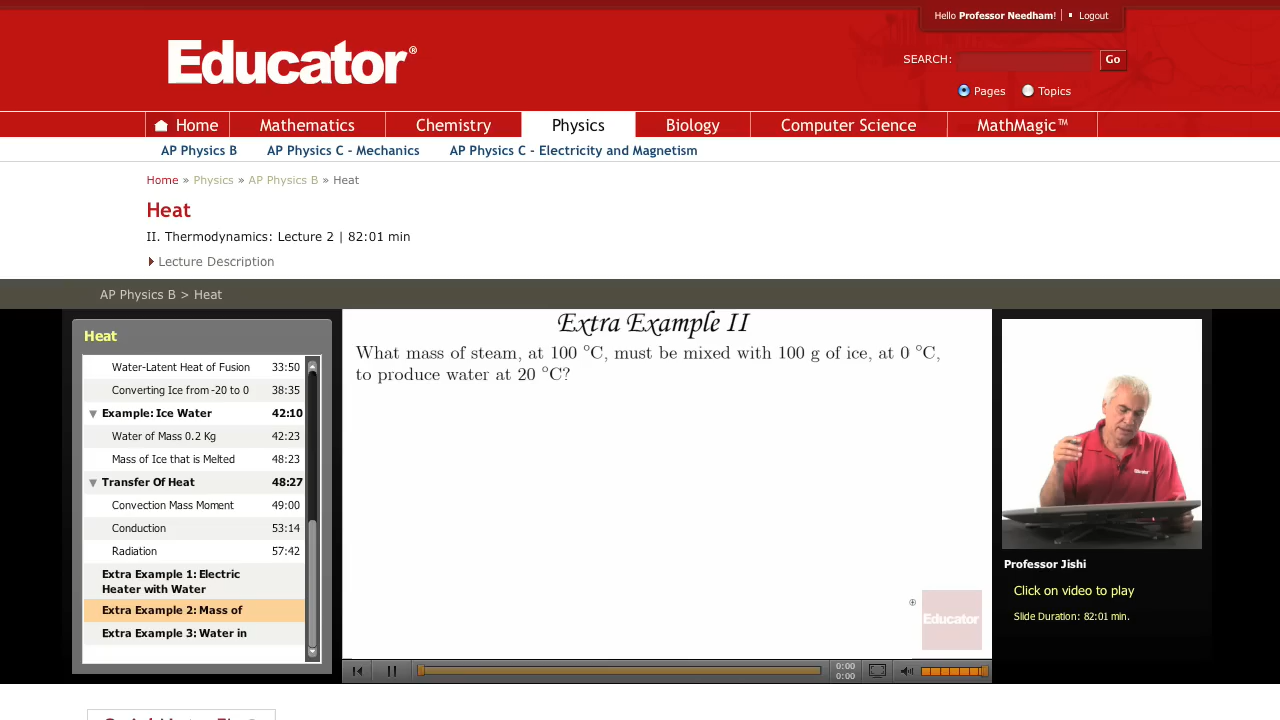 Hello Professor Needham! | Logout
Educator®
SEARCH: Go
Pages Topics
Home Mathematics Chemistry Physics Biology Computer Science MathMagic™
AP Physics B AP Physics C - Mechanics AP Physics C - Electricity and Magnetism
Home » Physics » AP Physics B » Heat
Heat
II. Thermodynamics: Lecture 2 | 82:01 min
Lecture Description
AP Physics B > Heat
Heat
Water-Latent Heat of Fusion 33:50
Converting Ice from -20 to 0 38:35
Example: Ice Water 42:10
Water of Mass 0.2 Kg 42:23
Mass of Ice that is Melted 48:23
Transfer Of Heat 48:27
Convection Mass Moment 49:00
Conduction 53:14
Radiation 57:42
Extra Example 1: Electric
Heater with Water
Extra Example 2: Mass of
Extra Example 3: Water in
Extra Example II
What mass of steam, at 100 °C, must be mixed with 100 g of ice, at 0 °C,
to produce water at 20 °C?
Educator
0:00
0:00
Professor Jishi
Click on video to play
Slide Duration: 82:01 min.